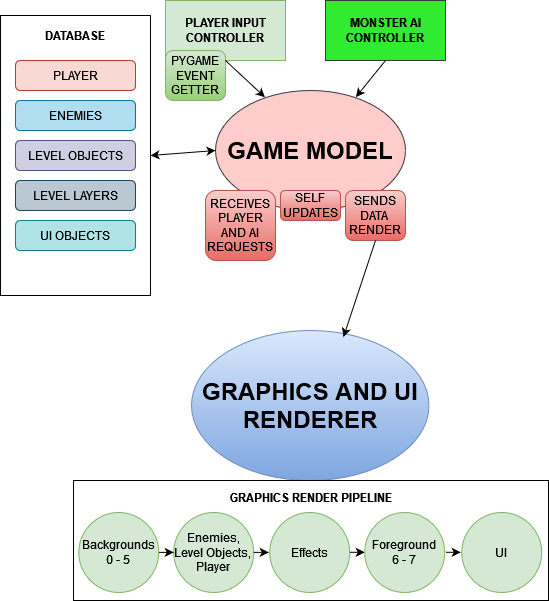 DATABASE
PLAYER
ENEMIES
LEVEL OBJECTS
LEVEL LAYERS
UI OBJECTS
PLAYER INPUT
CONTROLLER
PYGAME
EVENT
GETTER
MONSTER AI
CONTROLLER
GAME MODEL
RECEIVES
PLAYER
AND AI
REQUESTS
SELF
UPDATES
SENDS
DATA
RENDER
GRAPHICS AND UI
RENDERER
GRAPHICS RENDER PIPELINE
Backgrounds
0 - 5
Enemies,
Level Objects,
Player
Effects
Foreground
6 - 7
UI